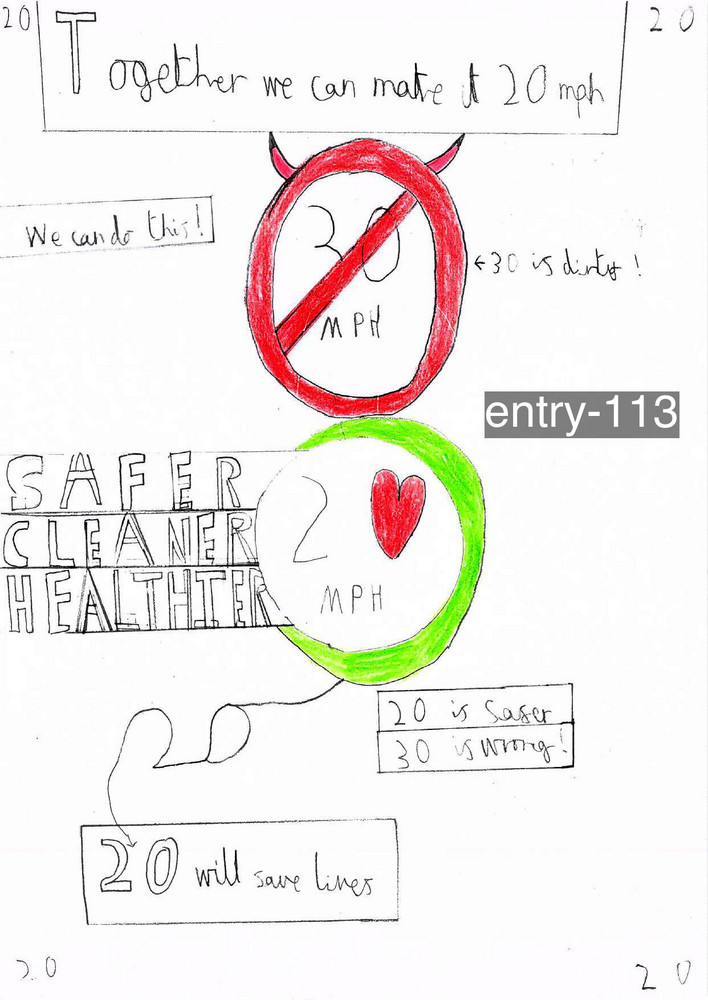 20
20
Together we can make it 20 mph
We can do this!
30
MPH
←30 is dirty!
entry-113
SAFER
CLEANER
HEALTHIER
2
MPH
20 is safer
30 is wrong!
20 will save lives
20
20